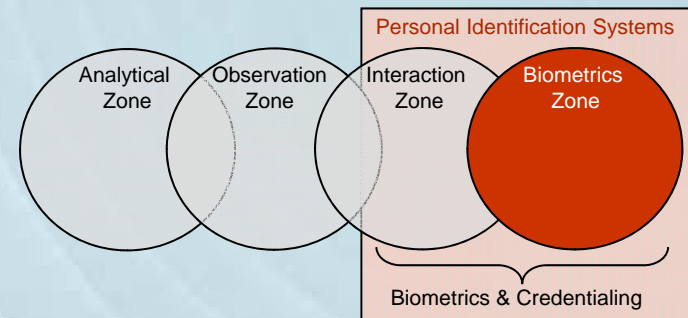 Personal Identification Systems
Analytical
Zone
Observation
Zone
Interaction
Zone
Biometrics
Zone
Biometrics & Credentialing